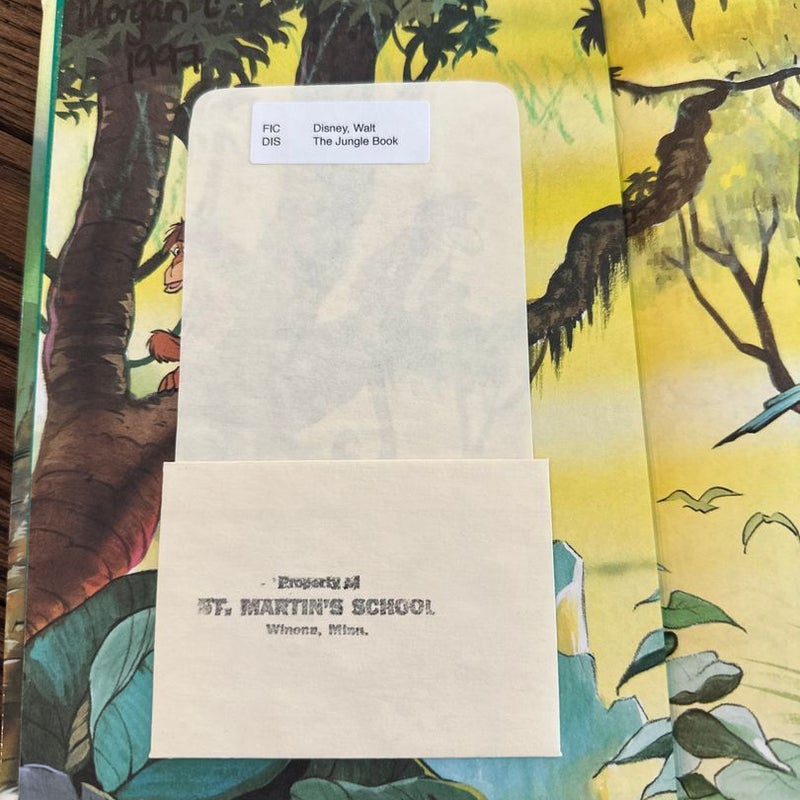 Morgan C.
1997
FIC Disney, Walt
DIS The Jungle Book
Property of
ST. MARTIN'S SCHOOL
Winona, Minn.